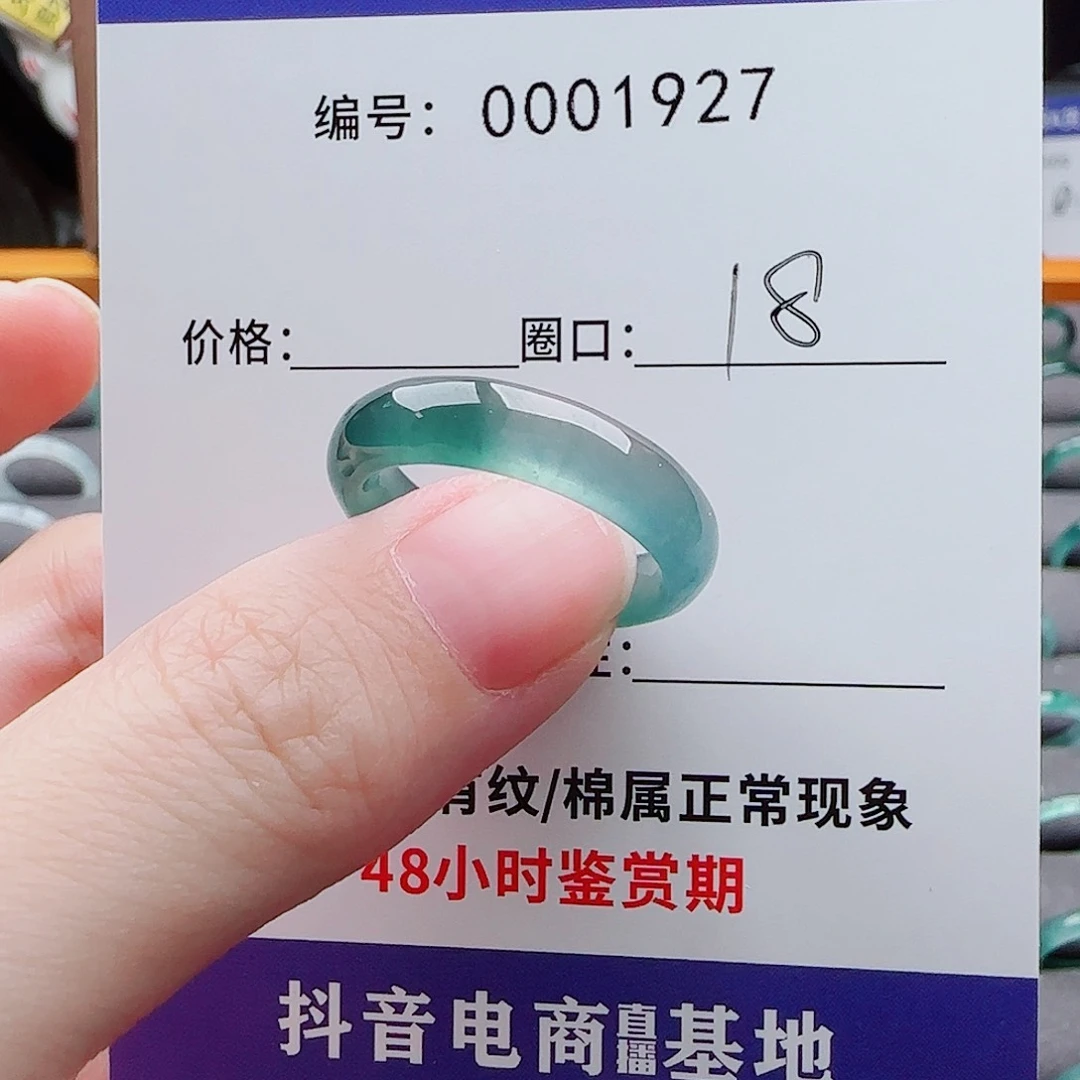 编号：0001927
价格：圈口：18
：
纹/棉属正常现象
48小时鉴赏期
抖音电商直播基地